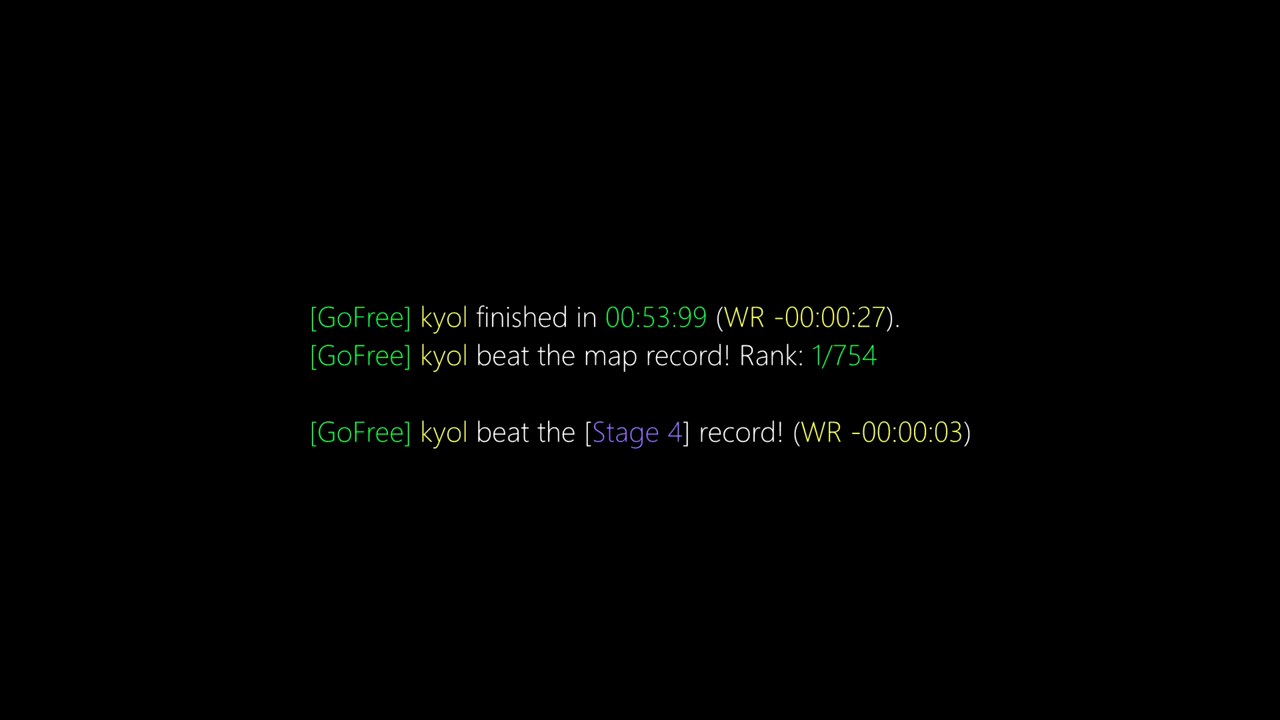 [GoFree] kyol finished in 00:53:99 (WR -00:00:27).
[GoFree] kyol beat the map record! Rank: 1/754
[GoFree] kyol beat the [Stage 4] record! (WR -00:00:03)